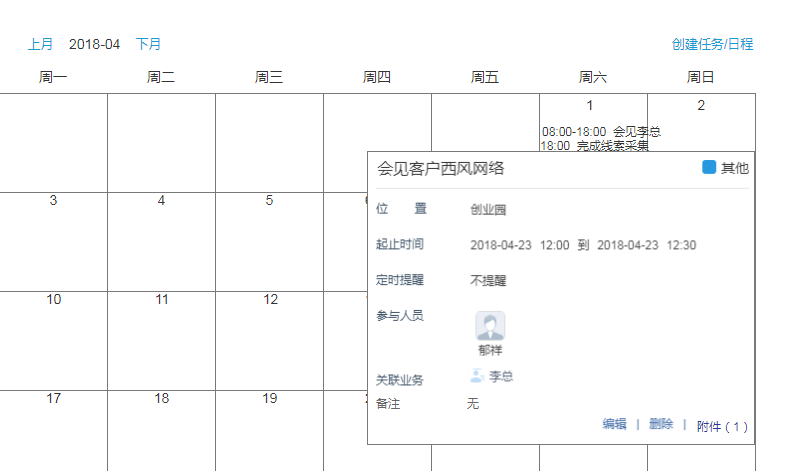 上月 2018-04 下月 创建任务/日程
周一 周二 周三 周四 周五 周六 周日
1 2
08:00-18:00 会见李总
18:00 完成线索采集
会见客户西风网络 其他
3 4 5
位 置 创业园
起止时间 2018-04-23 12:00 到 2018-04-23 12:30
定时提醒 不提醒
10 11 12
参与人员
郁祥
关联业务 李总
17 18 19
备注 无
编辑 | 删除 | 附件（1）